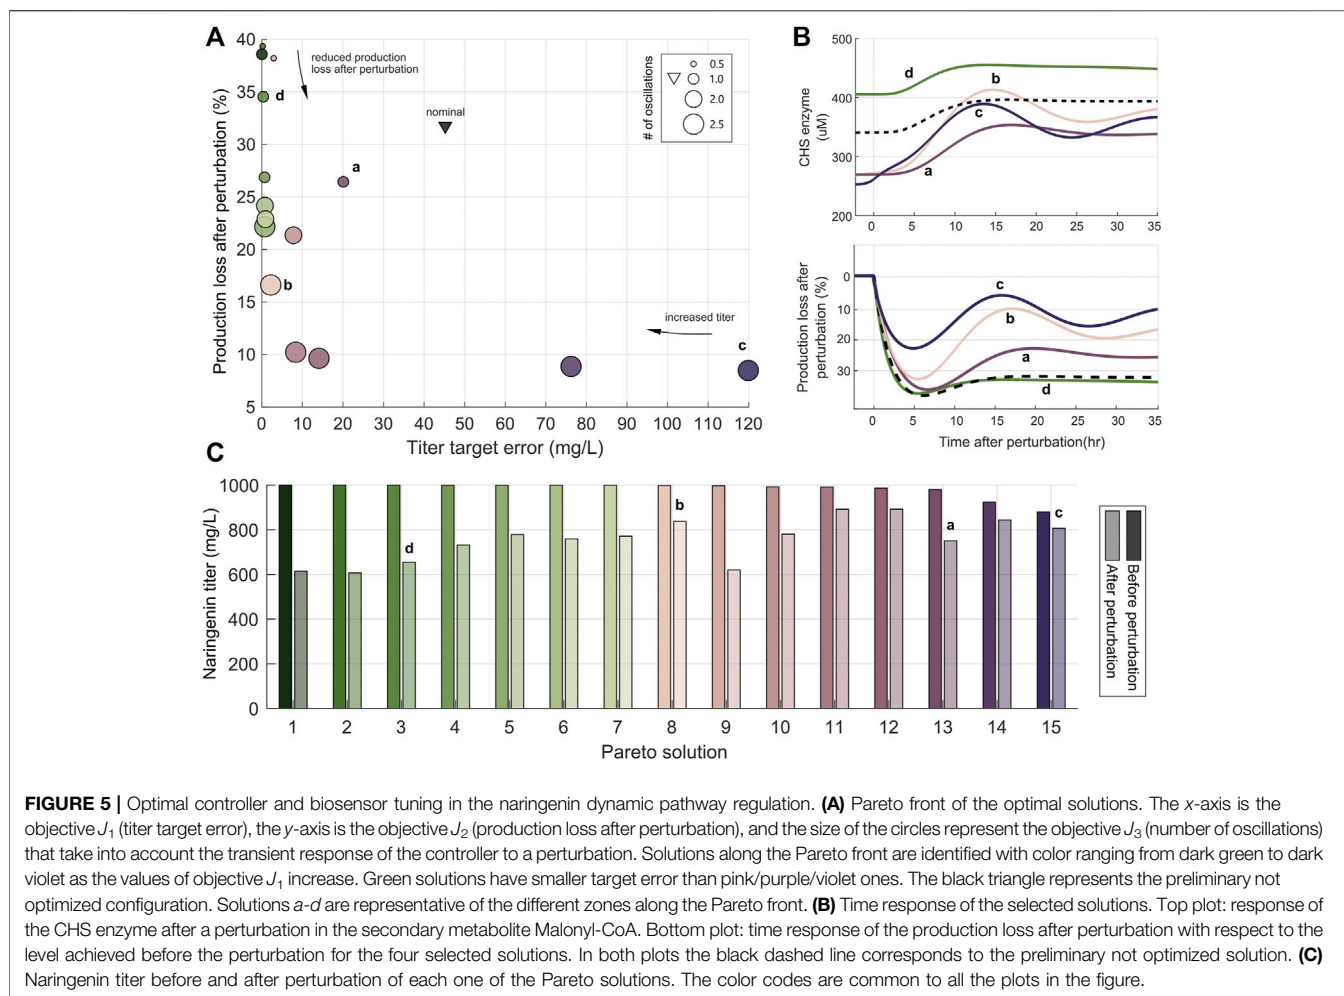 A
40
35
30
25
20
15
10
5
Production loss after perturbation (%)
reduced production
loss after perturbation
d
nominal
a
b
increased titer
c
# of oscillations
0.5
1.0
2.0
2.5
0 10 20 30 40 50 60 70 80 90 100 110 120
Titer target error (mg/L)
B
500
400
300
200
CHS enzyme
(uM)
d
b
c
a
0 5 10 15 20 25 30 35
0
10
20
30
Production loss after
perturbation (%)
c
b
a
d
0 5 10 15 20 25 30 35
Time after perturbation(hr)
C
1000
800
600
400
200
0
Naringenin titer (mg/L)
d
b
a
c
1 2 3 4 5 6 7 8 9 10 11 12 13 14 15
Pareto solution
Before perturbation
After perturbation
FIGURE 5 | Optimal controller and biosensor tuning in the naringenin dynamic pathway regulation. (A) Pareto front of the optimal solutions. The x-axis is the
objective J1 (titer target error), the y-axis is the objective J2 (production loss after perturbation), and the size of the circles represent the objective J3 (number of oscillations)
that take into account the transient response of the controller to a perturbation. Solutions along the Pareto front are identified with color ranging from dark green to dark
violet as the values of objective J1 increase. Green solutions have smaller target error than pink/purple/violet ones. The black triangle represents the preliminary not
optimized configuration. Solutions a-d are representative of the different zones along the Pareto front. (B) Time response of the selected solutions. Top plot: response of
the CHS enzyme after a perturbation in the secondary metabolite Malonyl-CoA. Bottom plot: time response of the production loss after perturbation with respect to the
level achieved before the perturbation for the four selected solutions. In both plots the black dashed line corresponds to the preliminary not optimized solution. (C)
Naringenin titer before and after perturbation of each one of the Pareto solutions. The color codes are common to all the plots in the figure.